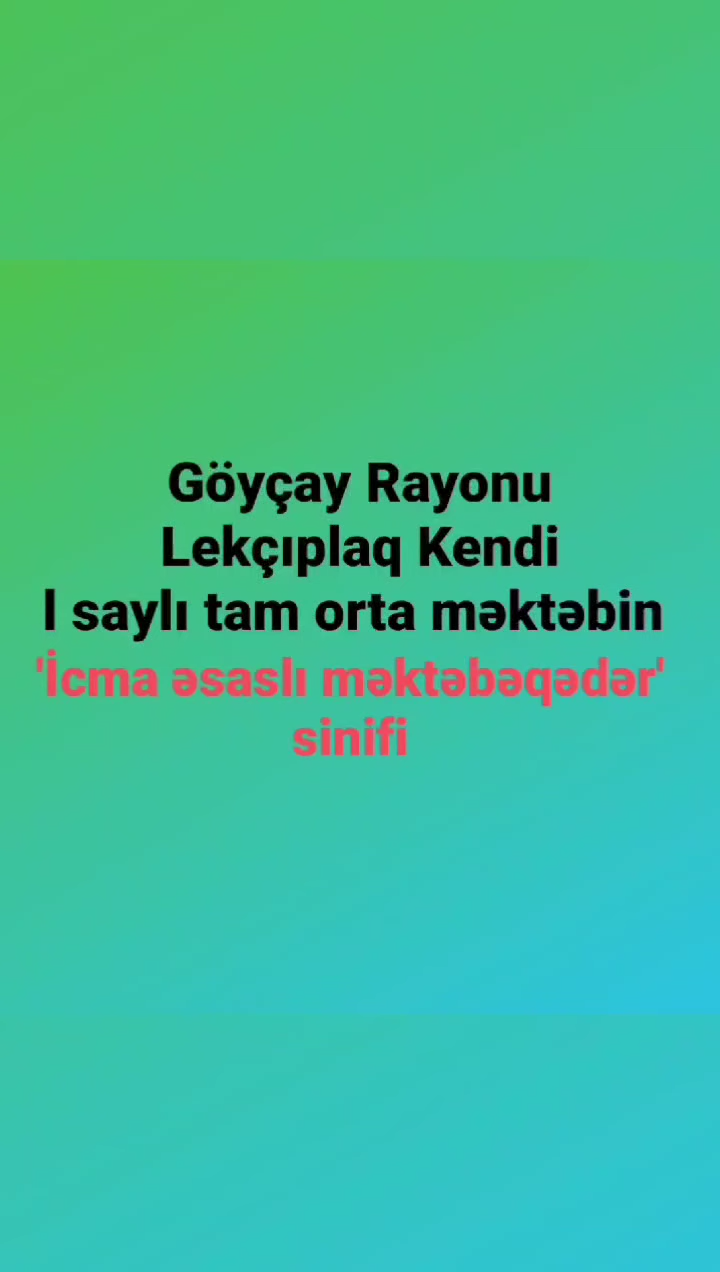 Göyçay Rayonu
Lekçıplaq Kendi
I saylı tam orta məktəbin
'İcma əsaslı məktəbəqədər'
sinifi